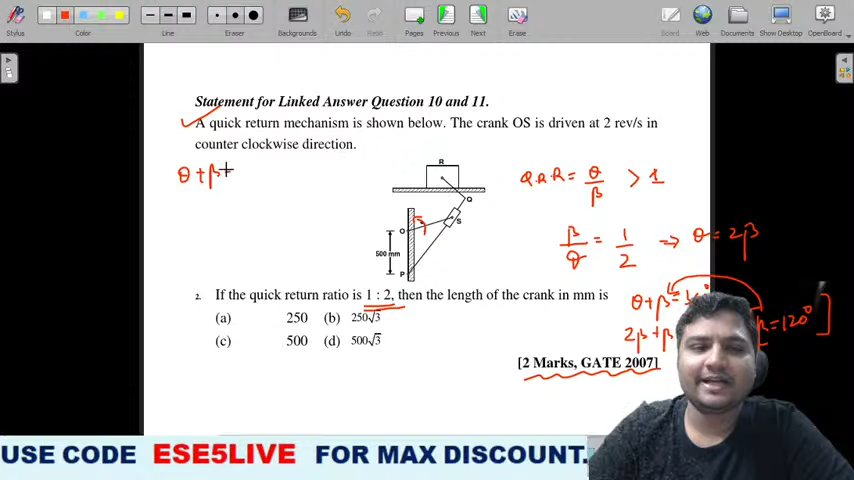 Stylus
Color
Line
Eraser
Backgrounds
Undo
Redo
Pages
Previous
Next
Erase
Board
Web
Documents
Show Desktop
OpenBoard
Statement for Linked Answer Question 10 and 11.
A quick return mechanism is shown below. The crank OS is driven at 2 rev/s in
counter clockwise direction.
θ + β =
R
Q
S
O
500 mm
P
Q.R.R = θ/β > 1
β/θ = 1/2 ⇒ θ = 2β
θ + β =
2β + β
β = 120°
2. If the quick return ratio is 1 : 2, then the length of the crank in mm is
(a) 250 (b) 250√3
(c) 500 (d) 500√3
[2 Marks, GATE 2007]
USE CODE ESE5LIVE FOR MAX DISCOUNT.